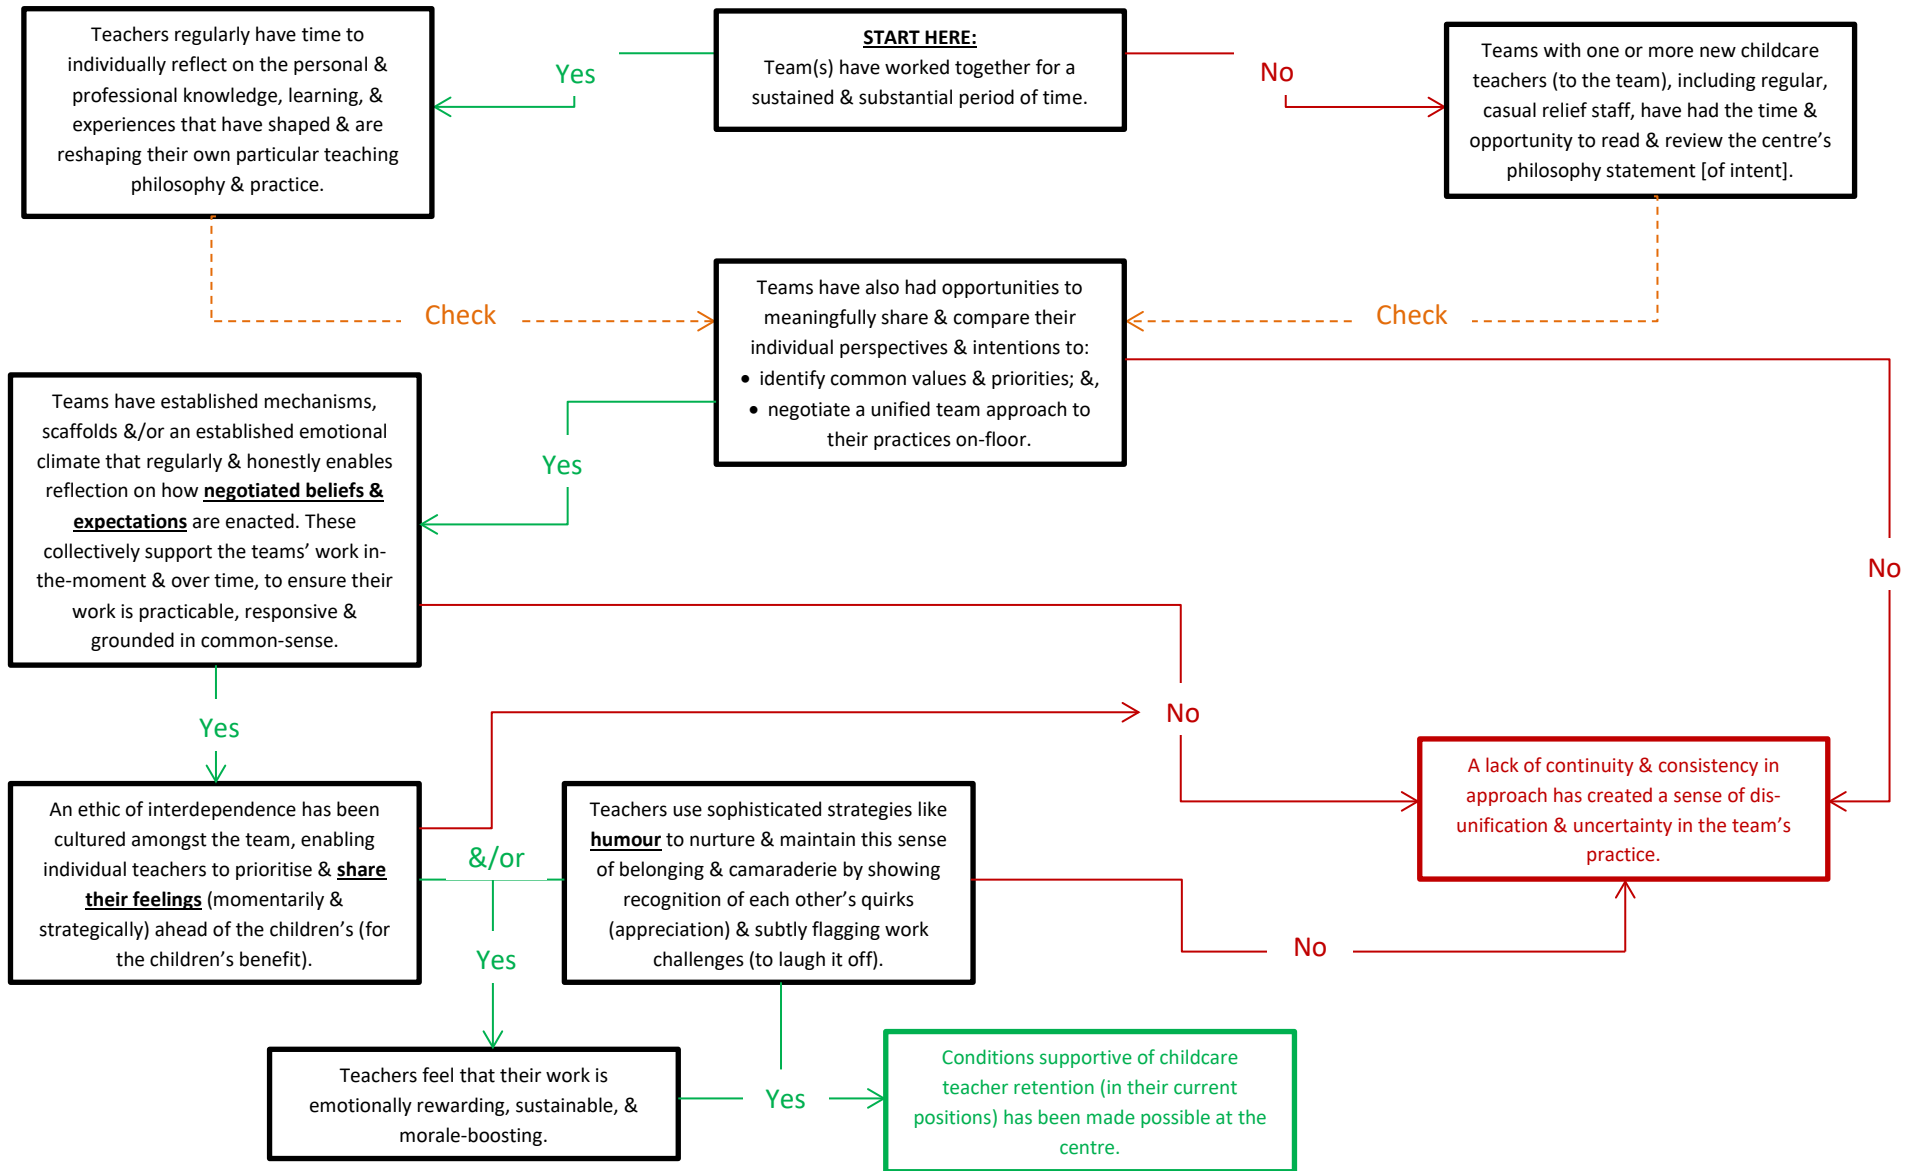 Teachers regularly have time to
individually reflect on the personal &
professional knowledge, learning, &
experiences that have shaped & are
reshaping their own particular teaching
philosophy & practice.
Yes
START HERE:
Team(s) have worked together for a
sustained & substantial period of time.
No
Teams with one or more new childcare
teachers (to the team), including regular,
casual relief staff, have had the time &
opportunity to read & review the centre’s
philosophy statement [of intent].
Check
Teams have also had opportunities to
meaningfully share & compare their
individual perspectives & intentions to:
• identify common values & priorities; &,
• negotiate a unified team approach to
their practices on-floor.
Check
Teams have established mechanisms,
scaffolds &/or an established emotional
climate that regularly & honestly enables
reflection on how negotiated beliefs &
expectations are enacted. These
collectively support the teams’ work in-
the-moment & over time, to ensure their
work is practicable, responsive &
grounded in common-sense.
Yes
No
Yes
No
An ethic of interdependence has been
cultured amongst the team, enabling
individual teachers to prioritise & share
their feelings (momentarily &
strategically) ahead of the children’s (for
the children’s benefit).
&/or
Yes
Teachers use sophisticated strategies like
humour to nurture & maintain this sense
of belonging & camaraderie by showing
recognition of each other’s quirks
(appreciation) & subtly flagging work
challenges (to laugh it off).
No
A lack of continuity & consistency in
approach has created a sense of dis-
unification & uncertainty in the team’s
practice.
Teachers feel that their work is
emotionally rewarding, sustainable, &
morale-boosting.
Yes
Conditions supportive of childcare
teacher retention (in their current
positions) has been made possible at the
centre.